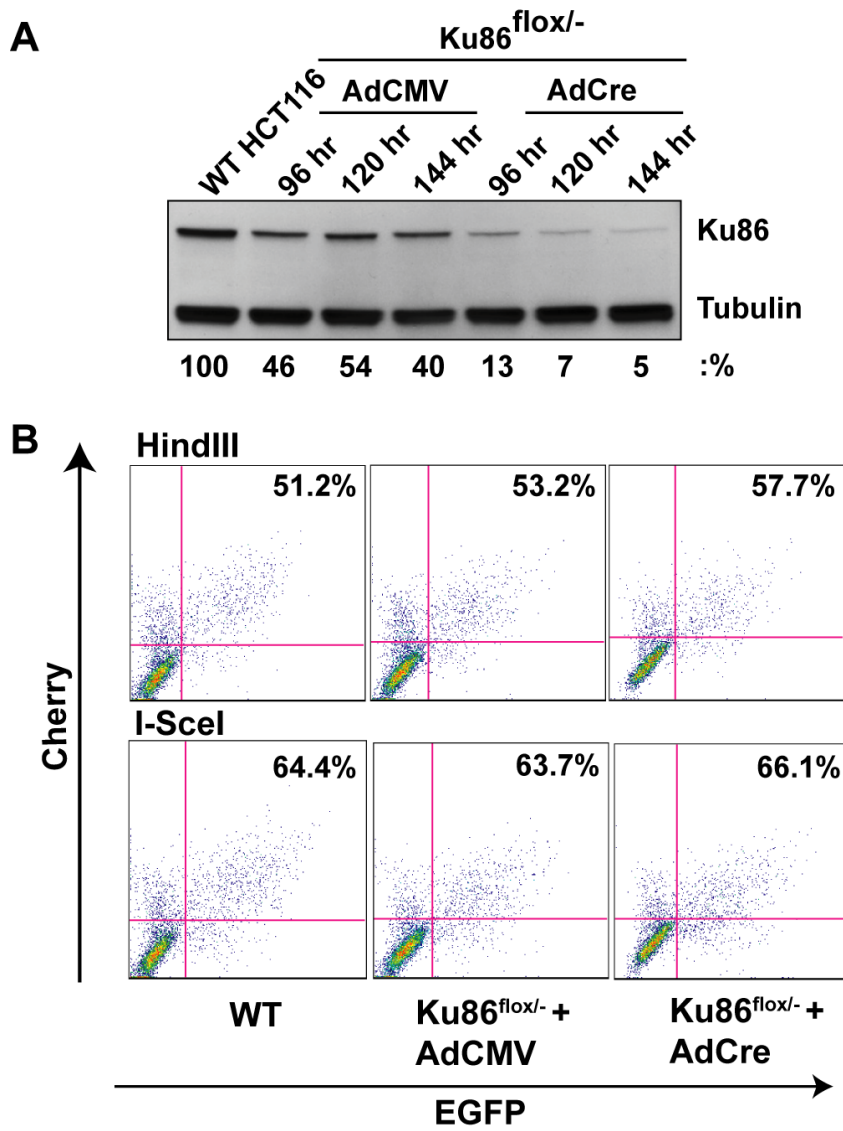 A
Ku86flox/-
AdCMV AdCre
WT HCT116 96 hr 120 hr 144 hr 96 hr 120 hr 144 hr
Ku86
Tubulin
100 46 54 40 13 7 5 :%
B
HindIII
51.2% 53.2% 57.7%
I-SceI
64.4% 63.7% 66.1%
Cherry
WT Ku86flox/- + AdCMV Ku86flox/- + AdCre
EGFP